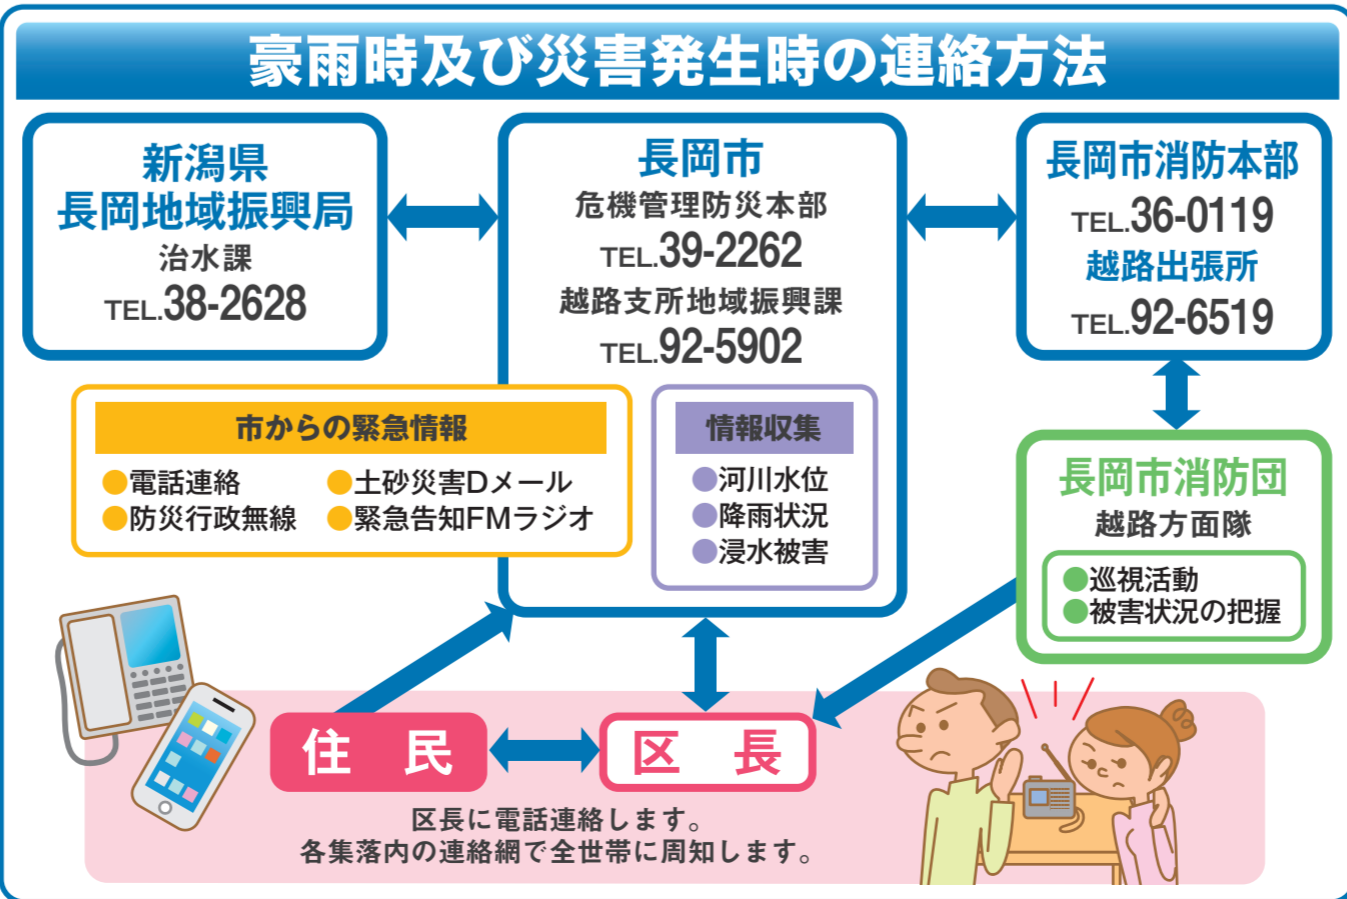 豪雨時及び災害発生時の連絡方法
新潟県
長岡地域振興局
治水課
TEL.38-2628
長岡市
危機管理防災本部
TEL.39-2262
越路支所地域振興課
TEL.92-5902
長岡市消防本部
TEL.36-0119
越路出張所
TEL.92-6519
市からの緊急情報
●電話連絡
●土砂災害Dメール
●防災行政無線
●緊急告知FMラジオ
情報収集
●河川水位
●降雨状況
●浸水被害
長岡市消防団
越路方面隊
●巡視活動
●被害状況の把握
住　民
区　長
区長に電話連絡します。
各集落内の連絡網で全世帯に周知します。